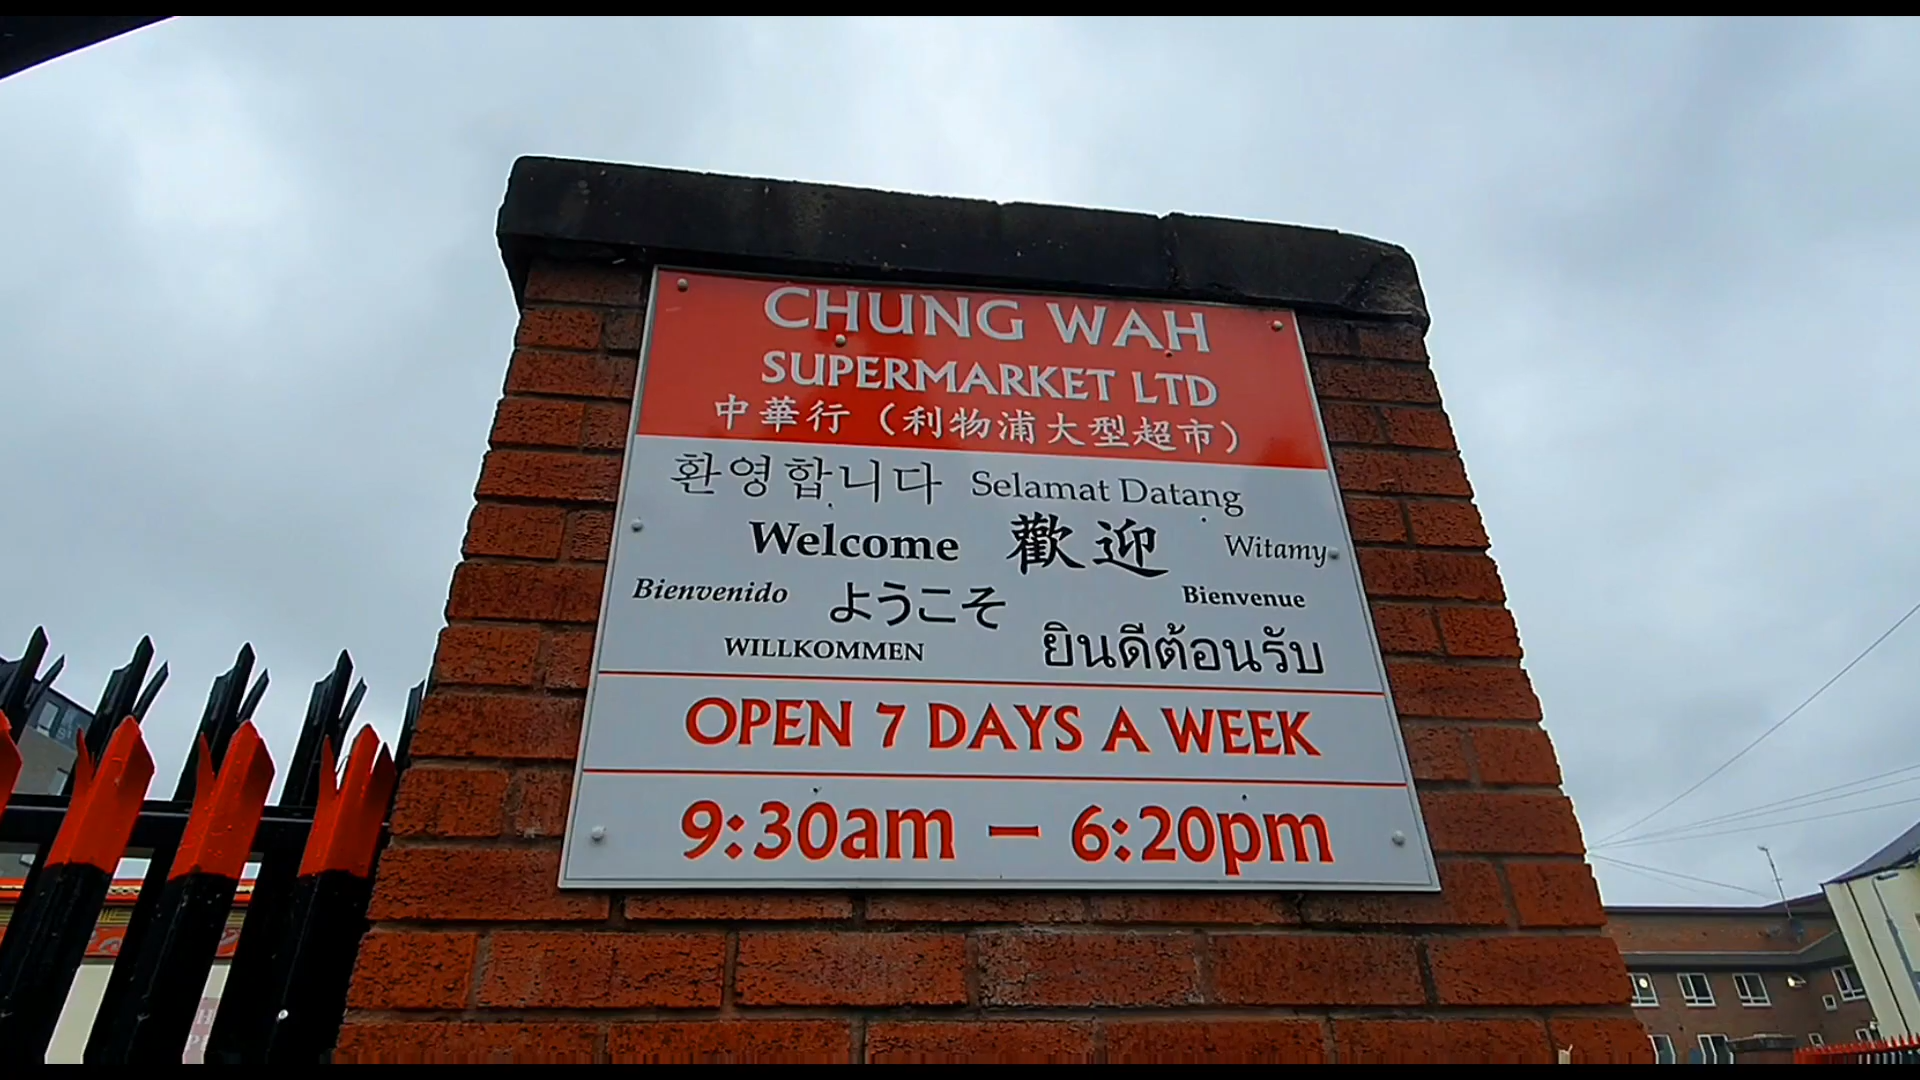 CHUNG WAH
SUPERMARKET LTD
中華行（利物浦大型超市）
환영합니다 Selamat Datang
Welcome 歡迎 Witamy
Bienvenido ようこそ Bienvenue
WILLKOMMEN ยินดีต้อนรับ
OPEN 7 DAYS A WEEK
9:30am – 6:20pm